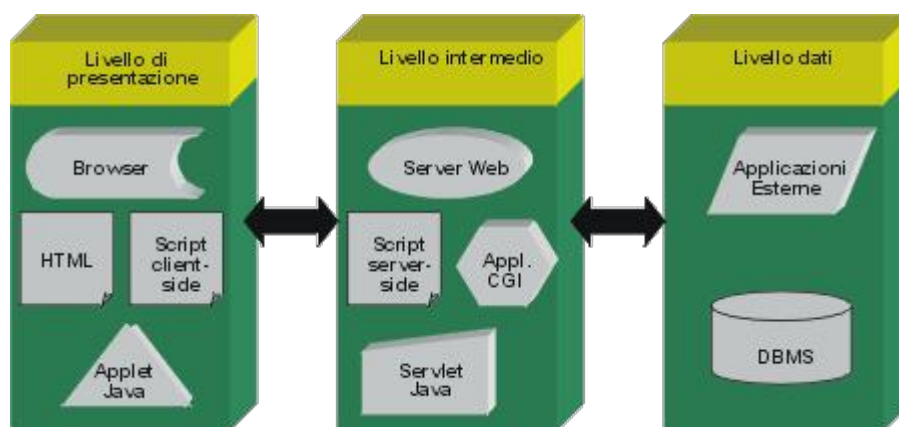 Livello di
presentazione
Browser
HTML
Script
client-
side
Applet
Java
Livello intermedio
Server Web
Script
server-
side
Appl.
CGI
Servlet
Java
Livello dati
Applicazioni
Esterne
DBMS